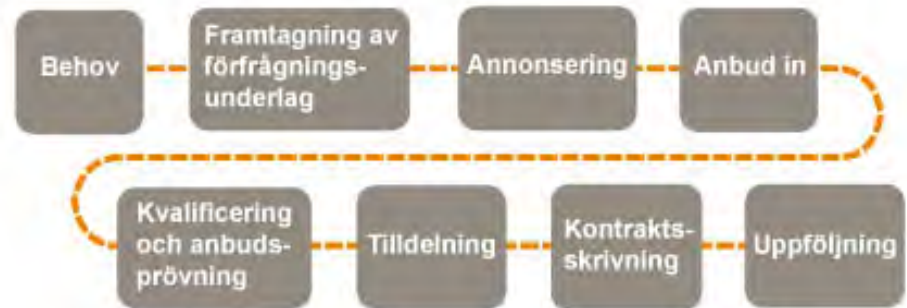 Behov
Framtagning av
förfrågnings-
underlag
Annonsering
Anbud in
Kvalificering
och anbuds-
prövning
Tilldelning
Kontrakts-
skrivning
Uppföljning